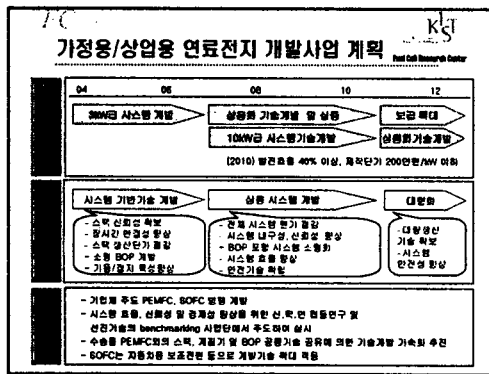 KIST
가정용/상업용 연료전지 개발사업 계획
Fuel Cell Research Center
04 06 08 10 12
3kW급 시스템 개발
상용화 기술개발 및 실증
보급 확대
10kW급 시스템기술개발
상용화기술개발
(2010) 발전효율 40% 이상, 제작단가 200만원/kW 이하
시스템 기반기술 개발
상용 시스템 개발
대형화
- 스택 신뢰성 확보
- 장시간 안정성 향상
- 스택 생산단가 절감
- 소형 BOP 개발
- 전체 시스템 원가 절감
- 시스템 내구성, 신뢰성 향상
- BOP 포함 시스템 소형화
- 시스템 효율 향상
- 안전기술 확립
- 대량생산
기술 확보
- 시스템
안전성 향상
- 기업체 주도 PEMFC, SOFC 병행 개발
- 시스템 효율, 신뢰성 및 경제성 향상을 위한 산,학,연 협동연구 및
선진기술의 benchmarking 사업단에서 주도하여 실시
- 수송용 PEMFC와의 스택, 계질기 및 BOP 공통기술 공유에 의한 기술개발 가속화 추진
- SOFC는 자동차용 보조전원 등으로 개발기술 확대 적용